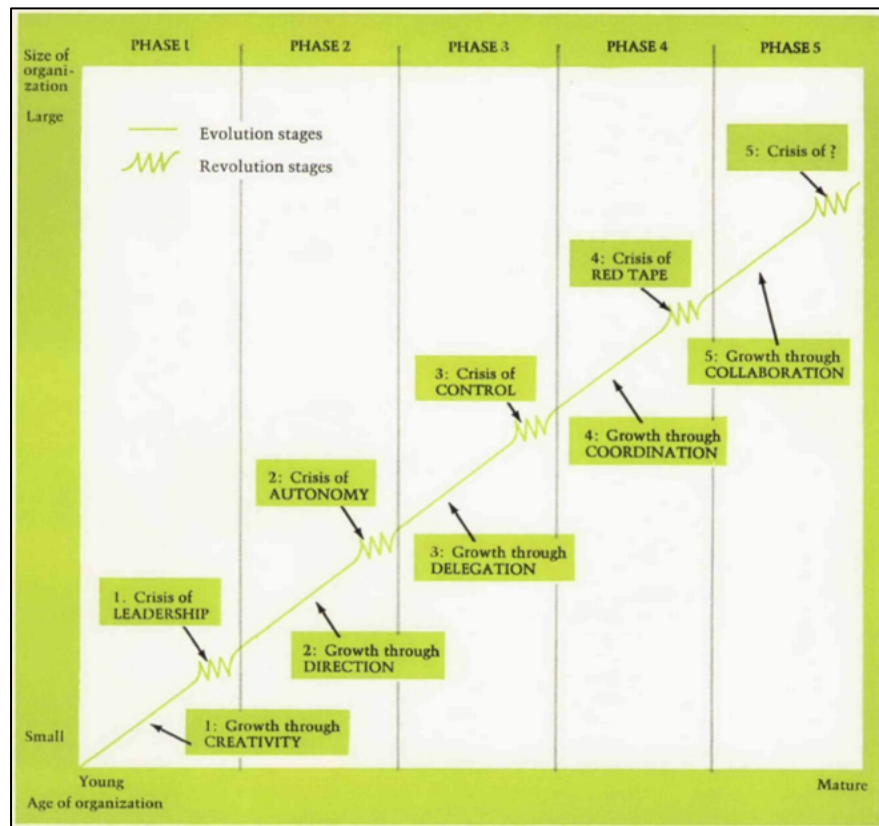 PHASE 1
PHASE 2
PHASE 3
PHASE 4
PHASE 5
Size of
organi-
zation
Large
Evolution stages
Revolution stages
5: Crisis of ?
4: Crisis of
RED TAPE
5: Growth through
COLLABORATION
3: Crisis of
CONTROL
4: Growth through
COORDINATION
2: Crisis of
AUTONOMY
3: Growth through
DELEGATION
1. Crisis of
LEADERSHIP
2: Growth through
DIRECTION
1: Growth through
CREATIVITY
Small
Young
Mature
Age of organization